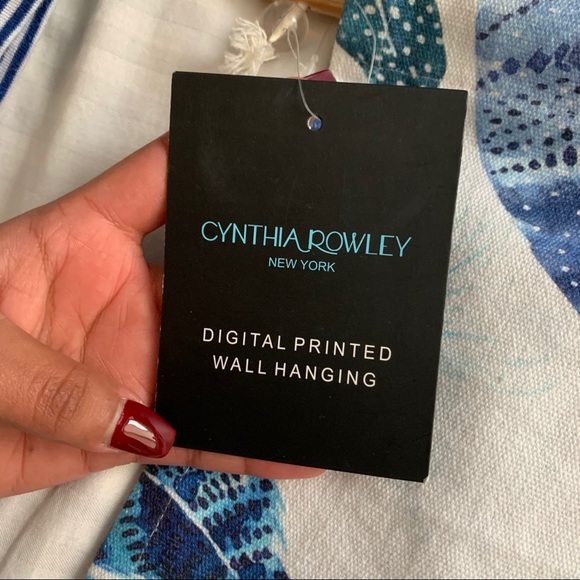 CYNTHIA ROWLEY
NEW YORK
DIGITAL PRINTED
WALL HANGING